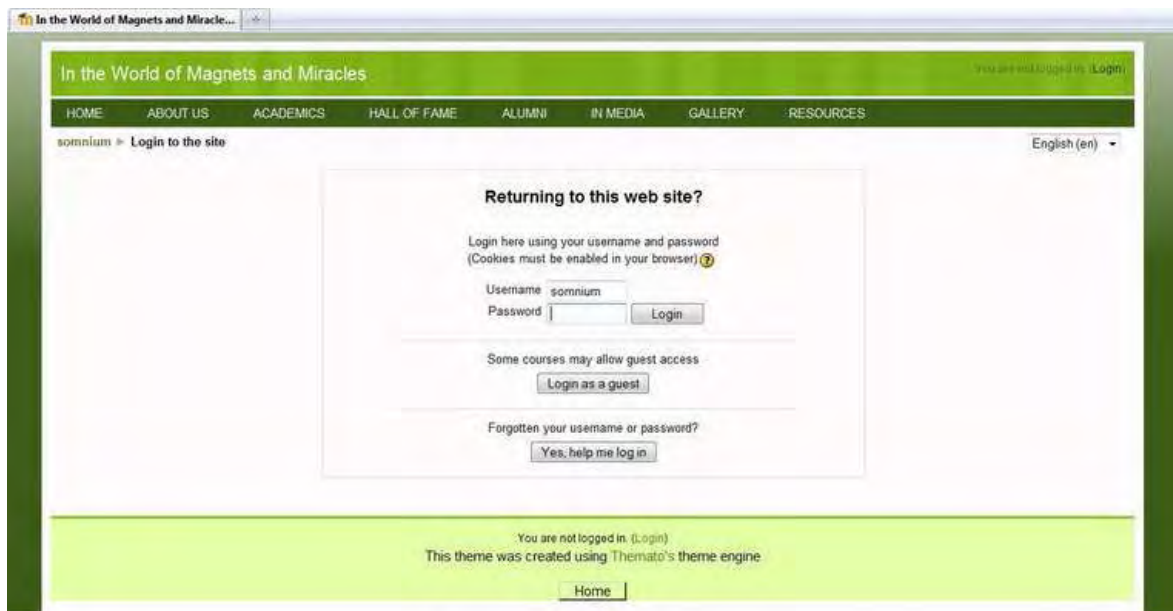 In the World of Magnets and Miracle...
In the World of Magnets and Miracles
You are not logged in. (Login)
HOME ABOUT US ACADEMICS HALL OF FAME ALUMNI IN MEDIA GALLERY RESOURCES
somnium ► Login to the site
English (en)
Returning to this web site?
Login here using your username and password
(Cookies must be enabled in your browser) ?
Username somnium
Password Login
Some courses may allow guest access
Login as a guest
Forgotten your username or password?
Yes, help me log in
You are not logged in. (Login)
This theme was created using Themato's theme engine
Home